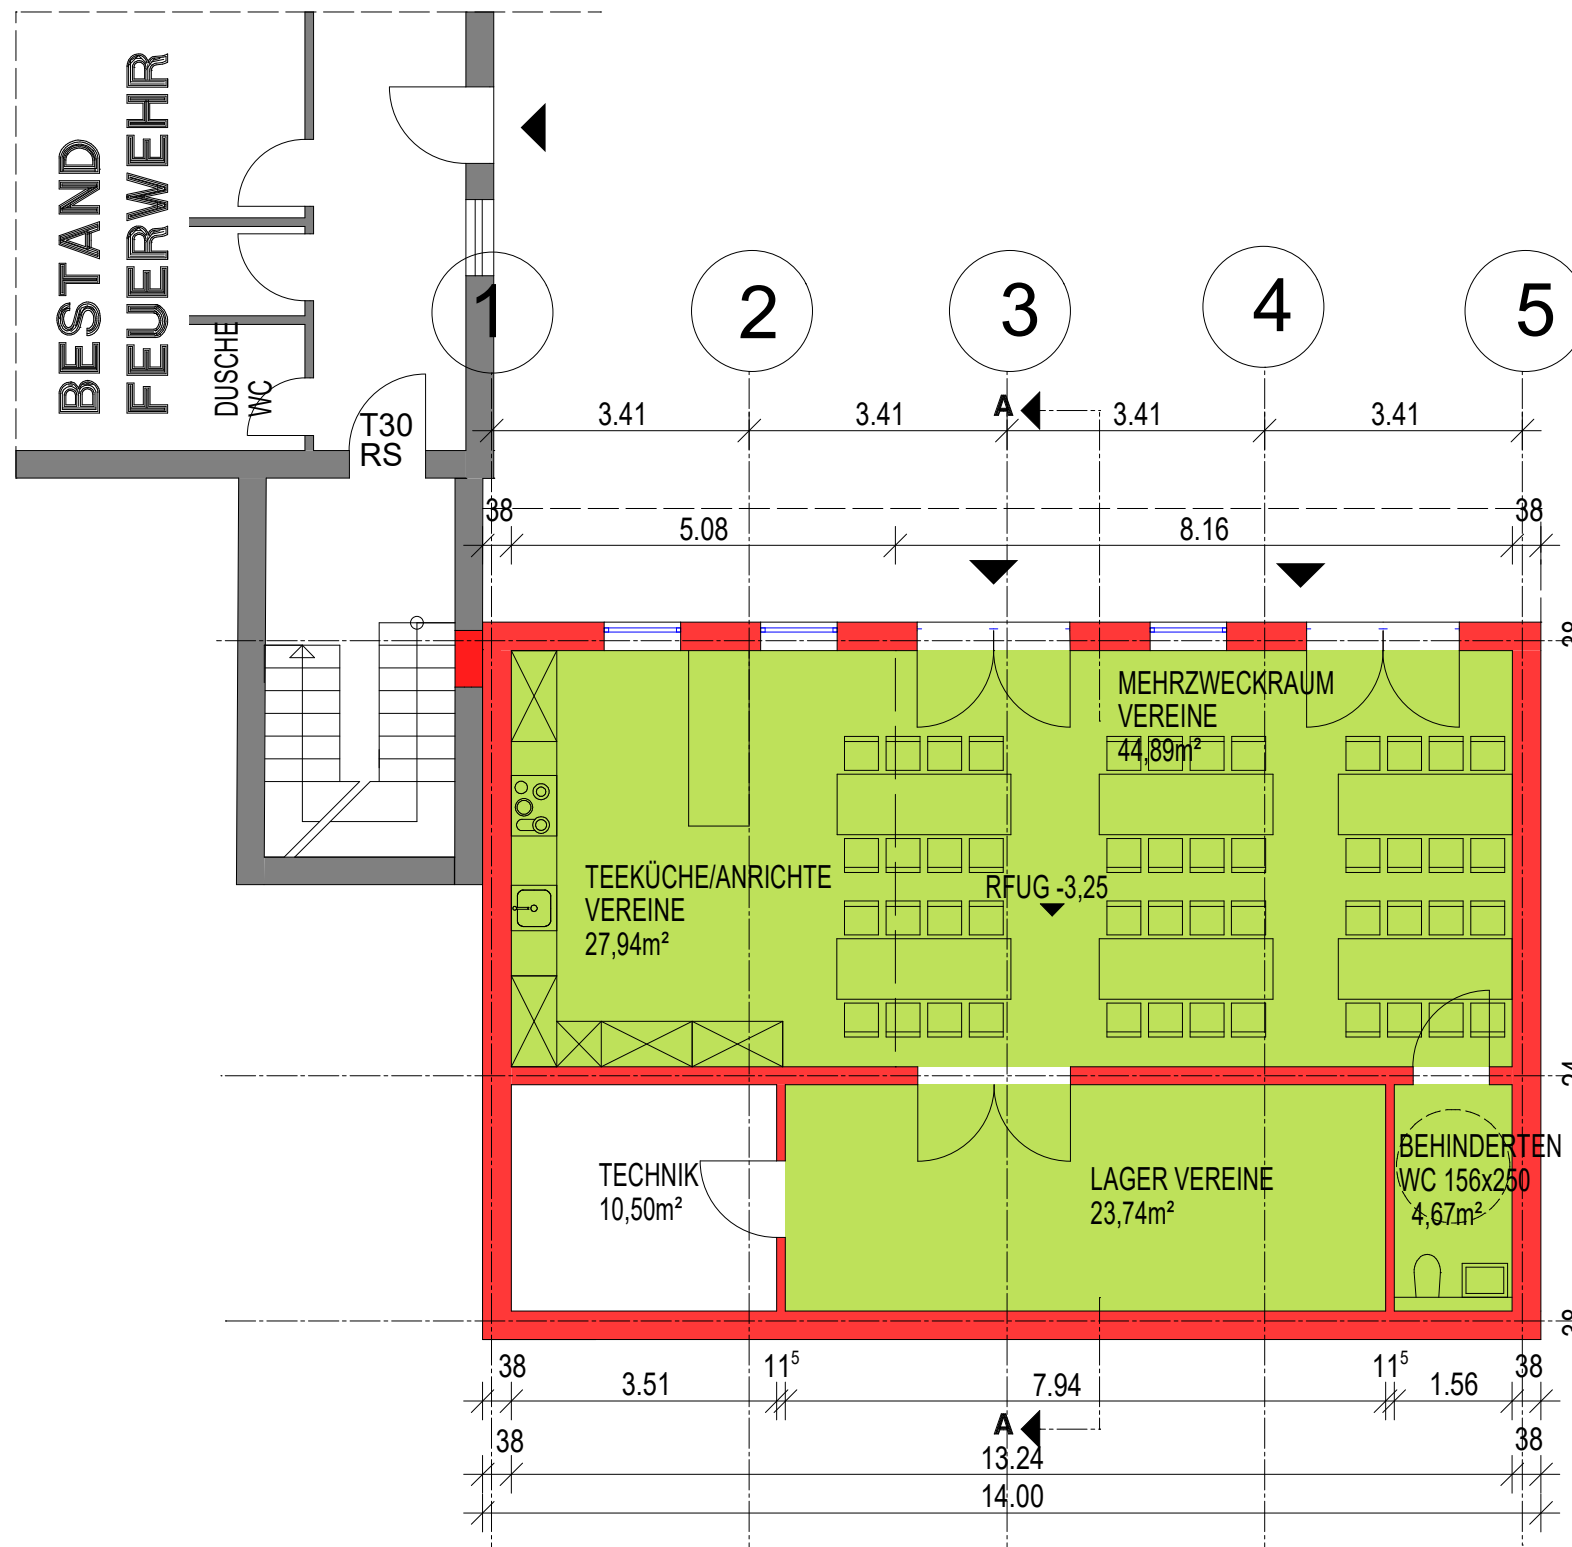 BESTAND
FEUERWEHR
DUSCHE
WC
T30
RS
1
2
3
4
5
3.41
3.41
A
3.41
3.41
38
5.08
8.16
38
38
MEHRZWECKRAUM
VEREINE
44,89m²
TEEKÜCHE/ANRICHTE
VEREINE
27,94m²
RFUG -3,25
24
TECHNIK
10,50m²
LAGER VEREINE
23,74m²
BEHINDERTEN
WC 156x250
4,67m²
38
38
3.51
11⁵
7.94
11⁵
1.56
38
A
38
13.24
38
14.00